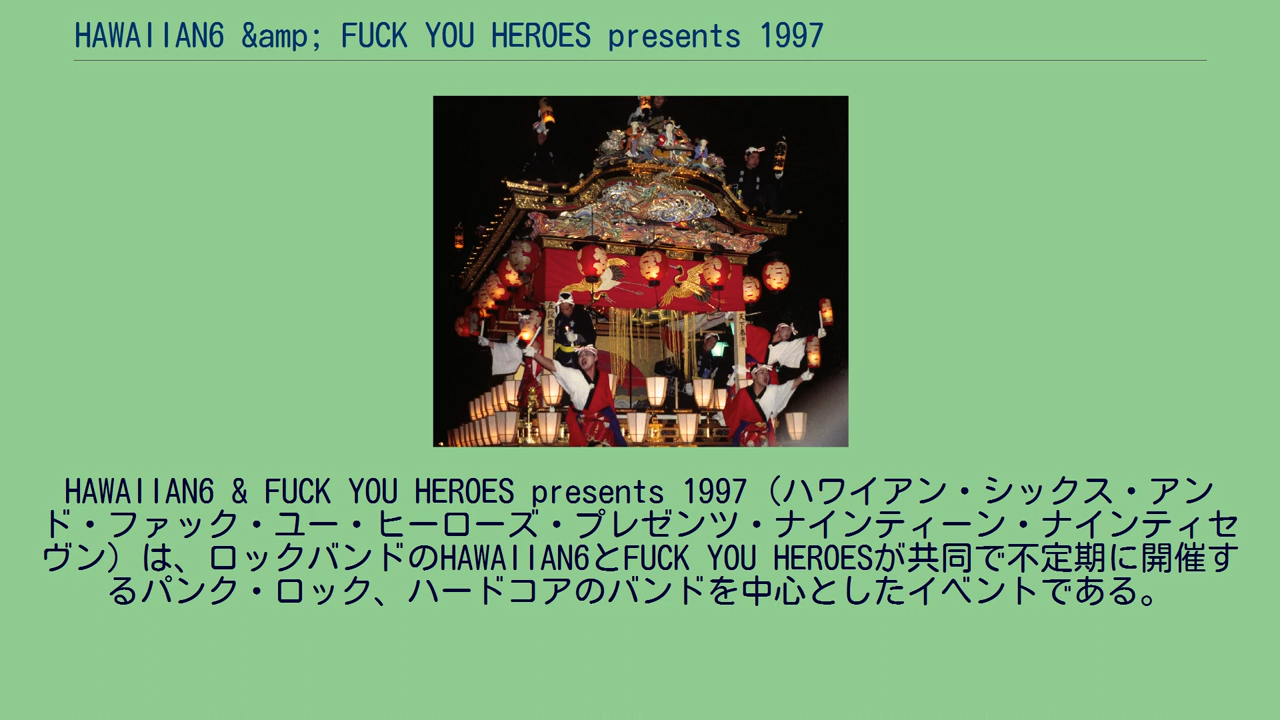 HAWAIIAN6 &amp; FUCK YOU HEROES presents 1997
HAWAIIAN6 & FUCK YOU HEROES presents 1997（ハワイアン・シックス・アン
ド・ファック・ユー・ヒーローズ・プレゼンツ・ナインティーン・ナインティセ
ヴン）は、ロックバンドのHAWAIIAN6とFUCK YOU HEROESが共同で不定期に開催す
るパンク・ロック、ハードコアのバンドを中心としたイベントである。